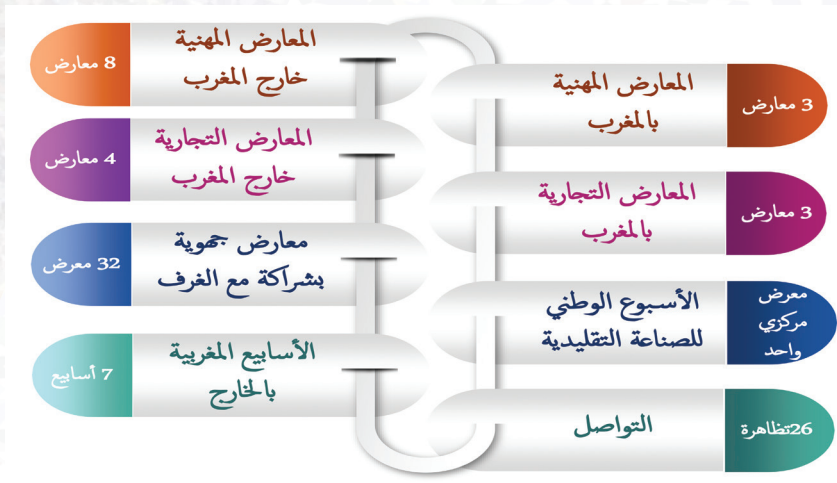 3 معارض
المعارض المهنية
بالمغرب
3 معارض
المعارض التجارية
بالمغرب
معرض
مركزي
واحد
الأسبوع الوطني
للصناعة التقليدية
26تظاهرة
التواصل
المعارض المهنية
خارج المغرب
8 معارض
المعارض التجارية
خارج المغرب
4 معارض
معارض جهوية
بشراكة مع الغرف
32 معرض
الأسابيع المغربية
بالخارج
7 أسابيع